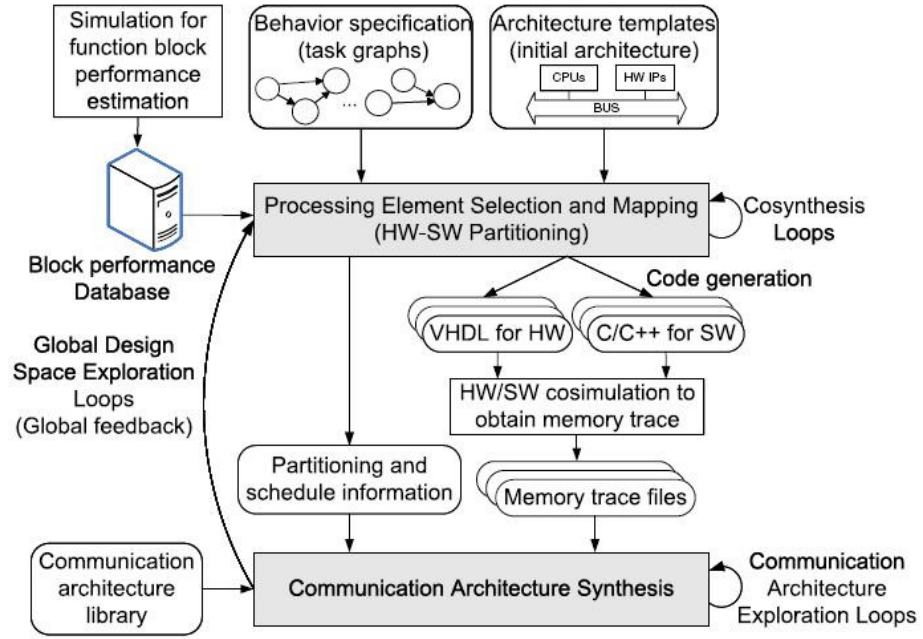 Simulation for
function block
performance
estimation
Behavior specification
(task graphs)
...
Architecture templates
(initial architecture)
CPUs
HW IPs
BUS
Processing Element Selection and Mapping
(HW-SW Partitioning)
Cosynthesis
Loops
Block performance
Database
Code generation
VHDL for HW
C/C++ for SW
Global Design
Space Exploration
Loops
(Global feedback)
HW/SW cosimulation to
obtain memory trace
Partitioning and
schedule information
Memory trace files
Communication
architecture
library
Communication Architecture Synthesis
Communication
Architecture
Exploration Loops